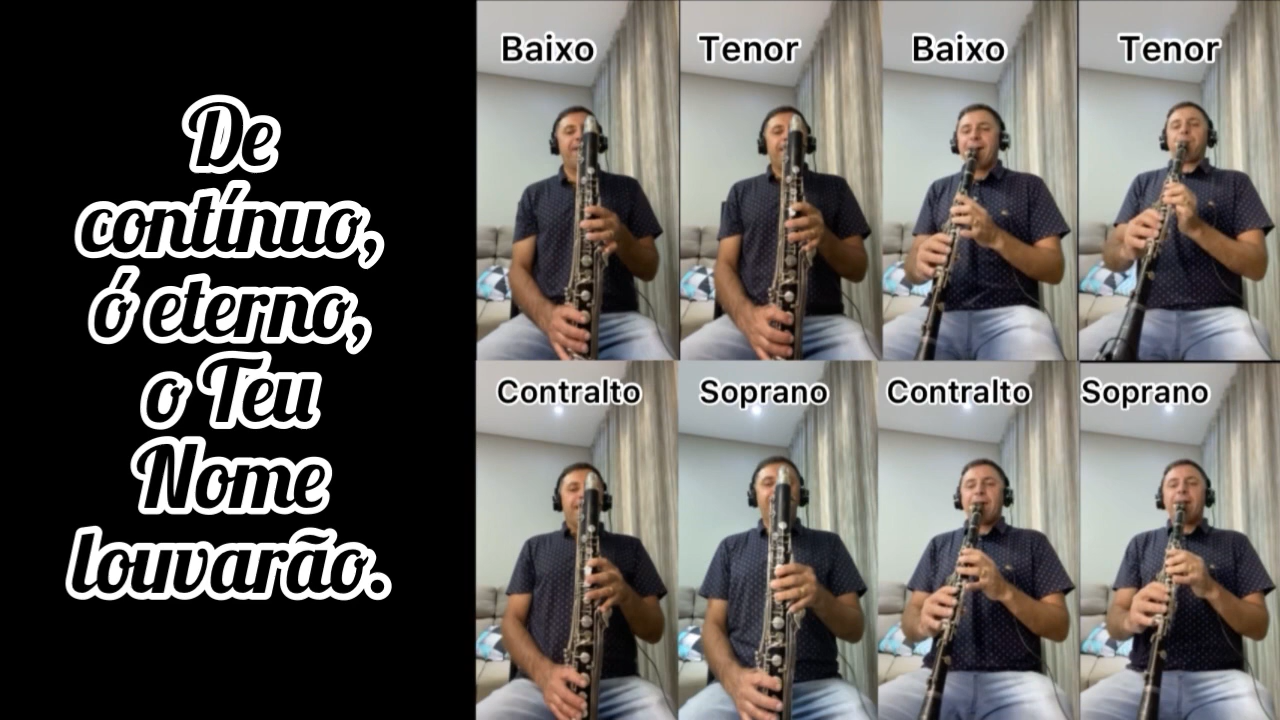 De
contínuo,
ó eterno,
o Teu
Nome
louvarão.
Baixo
Tenor
Baixo
Tenor
Contralto
Soprano
Contralto
Soprano